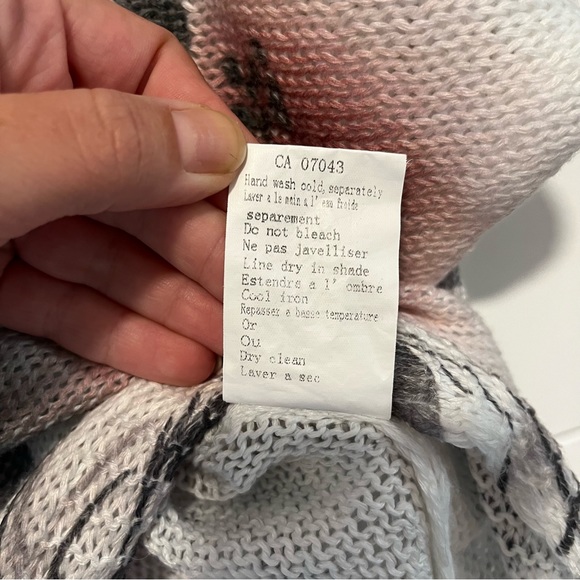 CA 07043
Hand wash cold, separately
Laver a la main a l' eau froide
separement
Do not bleach
Ne pas javelliser
Line dry in shade
Estendre a l' ombre
Cool iron
Repasser a basse temperature
Or
Ou
Dry clean
Laver a sec